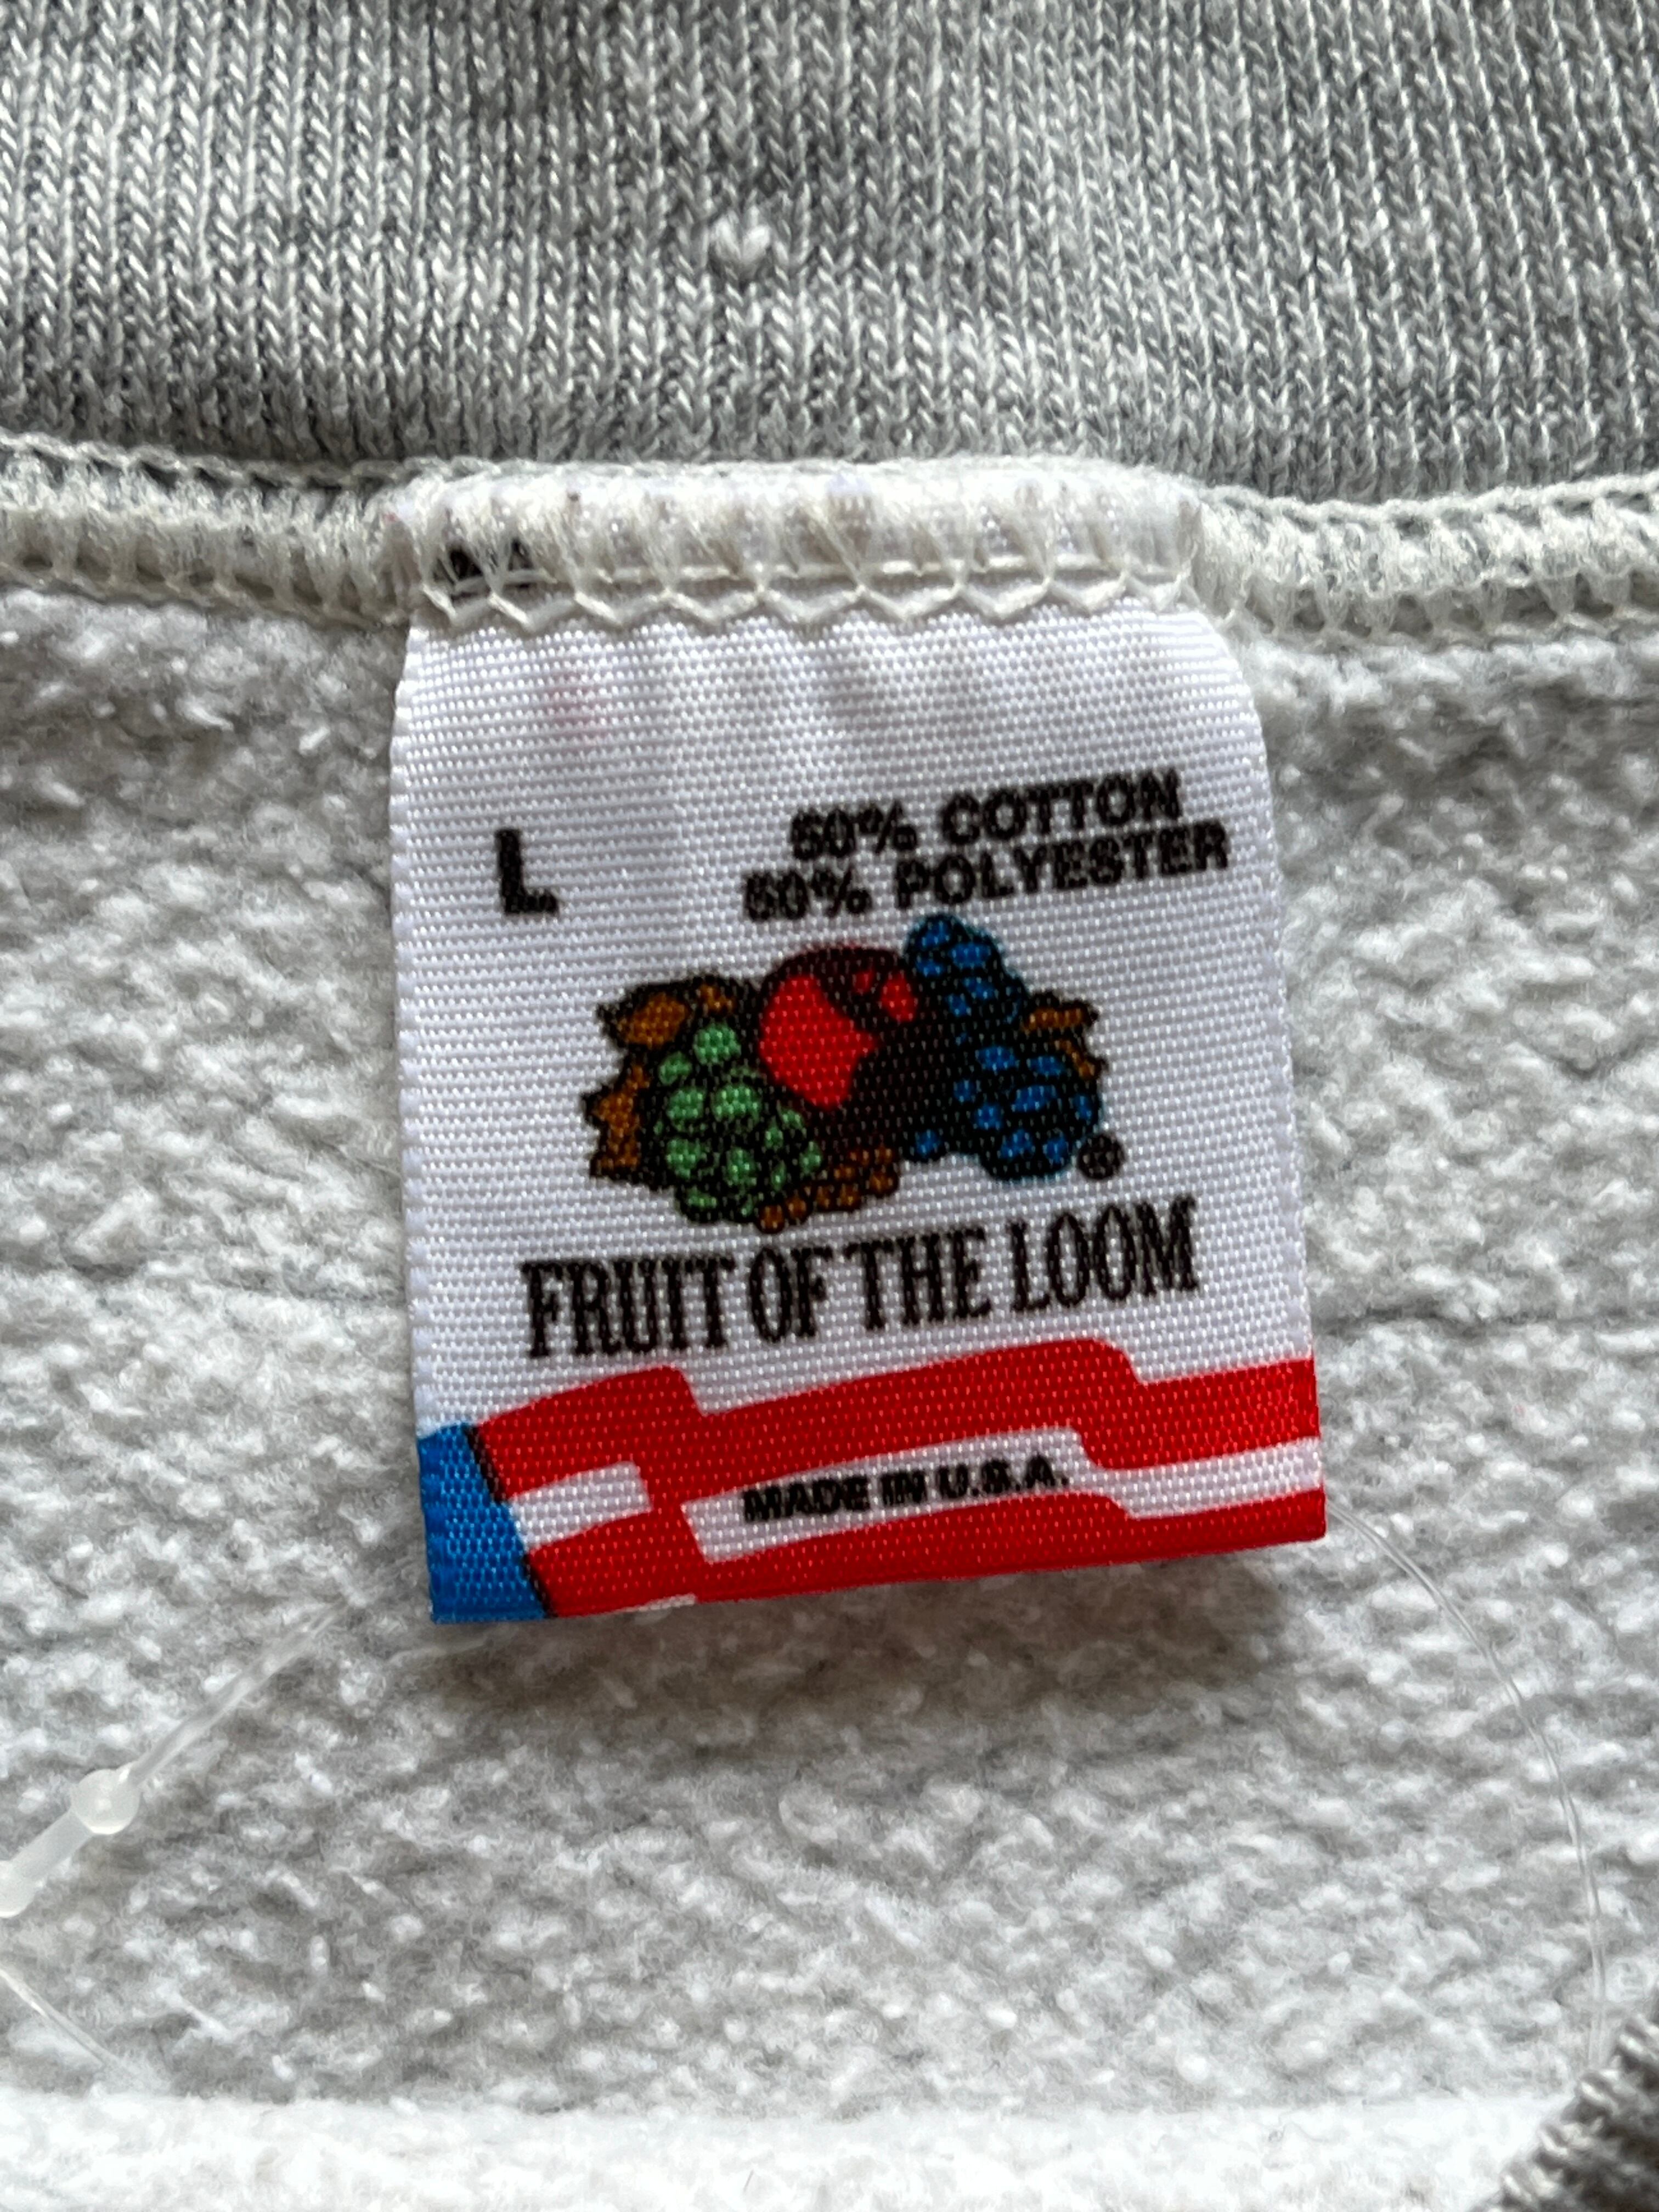 L
50% COTTON
50% POLYESTER
®
FRUIT OF THE LOOM
MADE IN U.S.A.